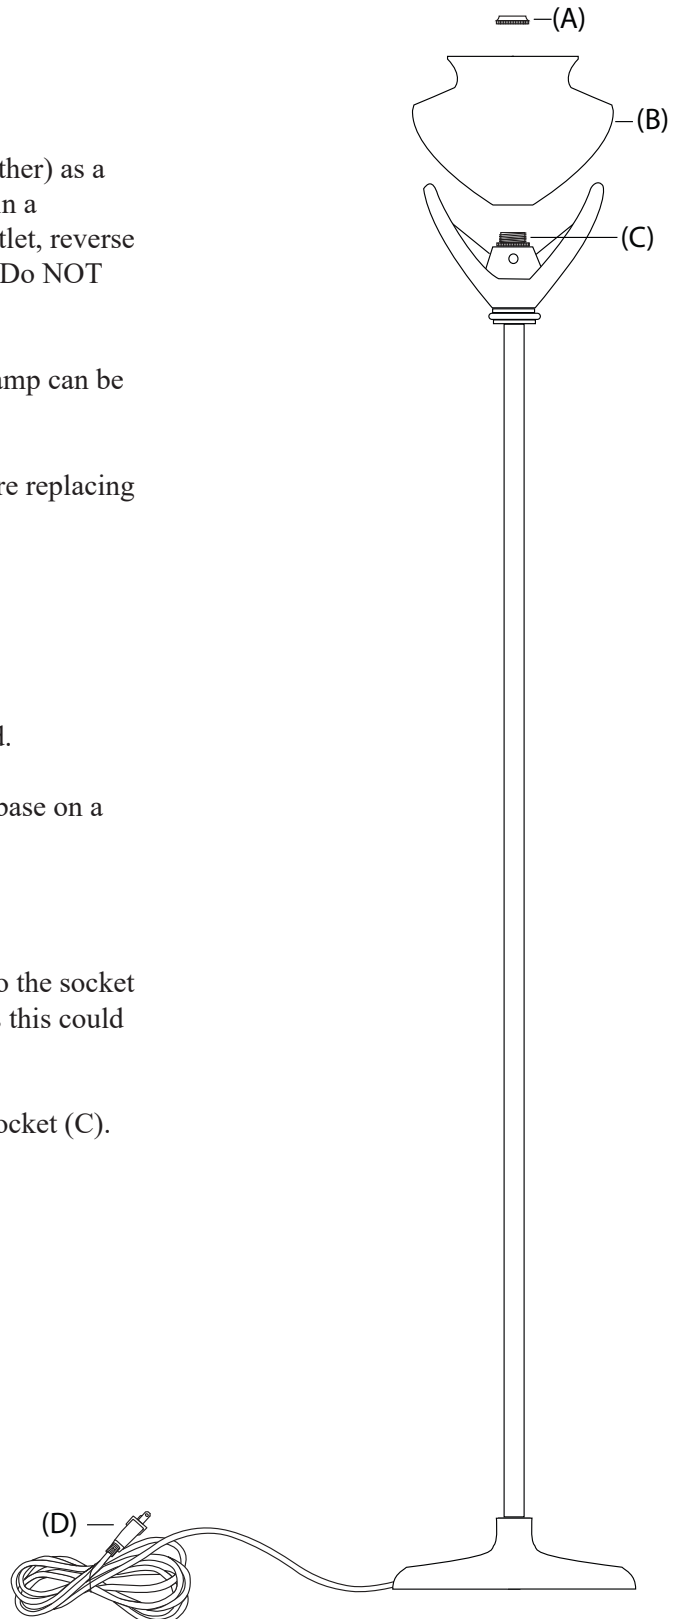 (A)
(B)
ther) as a
n a
(C)
tlet, reverse
Do NOT
amp can be
re replacing
d.
base on a
o the socket
this could
ocket (C).
(D)